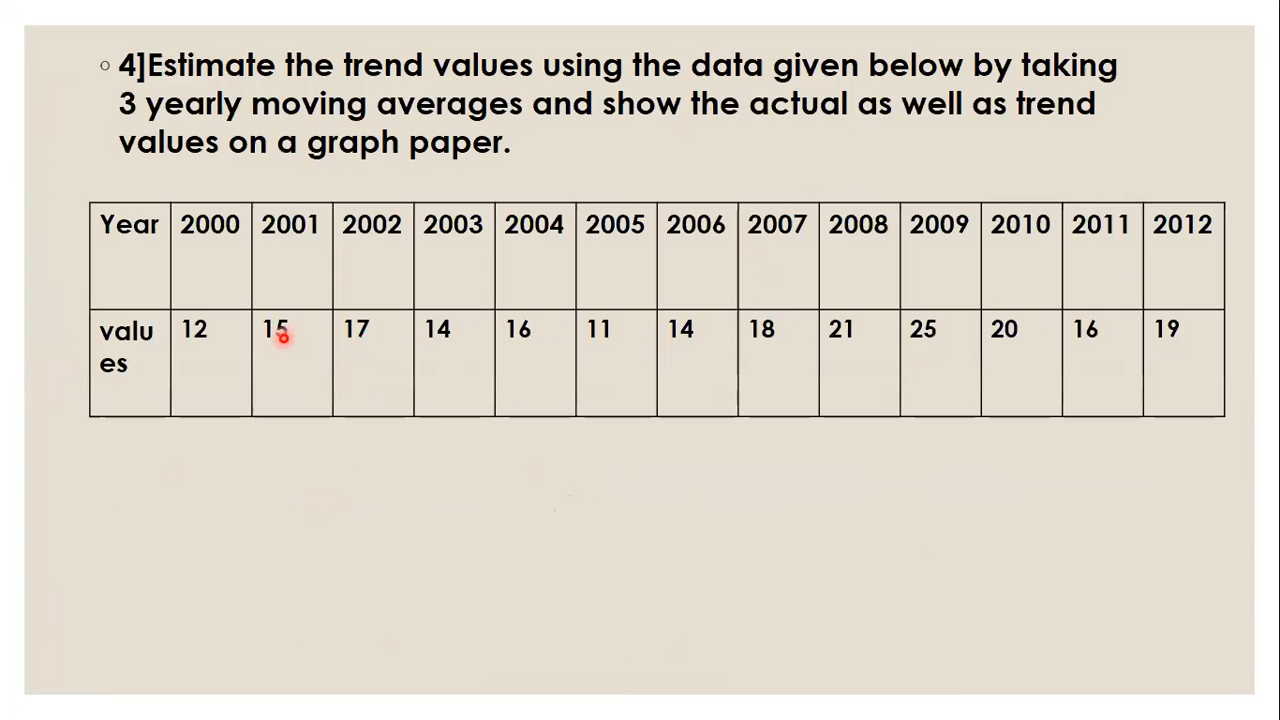 4]Estimate the trend values using the data given below by taking
3 yearly moving averages and show the actual as well as trend
values on a graph paper.
Year 2000 2001 2002 2003 2004 2005 2006 2007 2008 2009 2010 2011 2012
valu 12 15 17 14 16 11 14 18 21 25 20 16 19
es